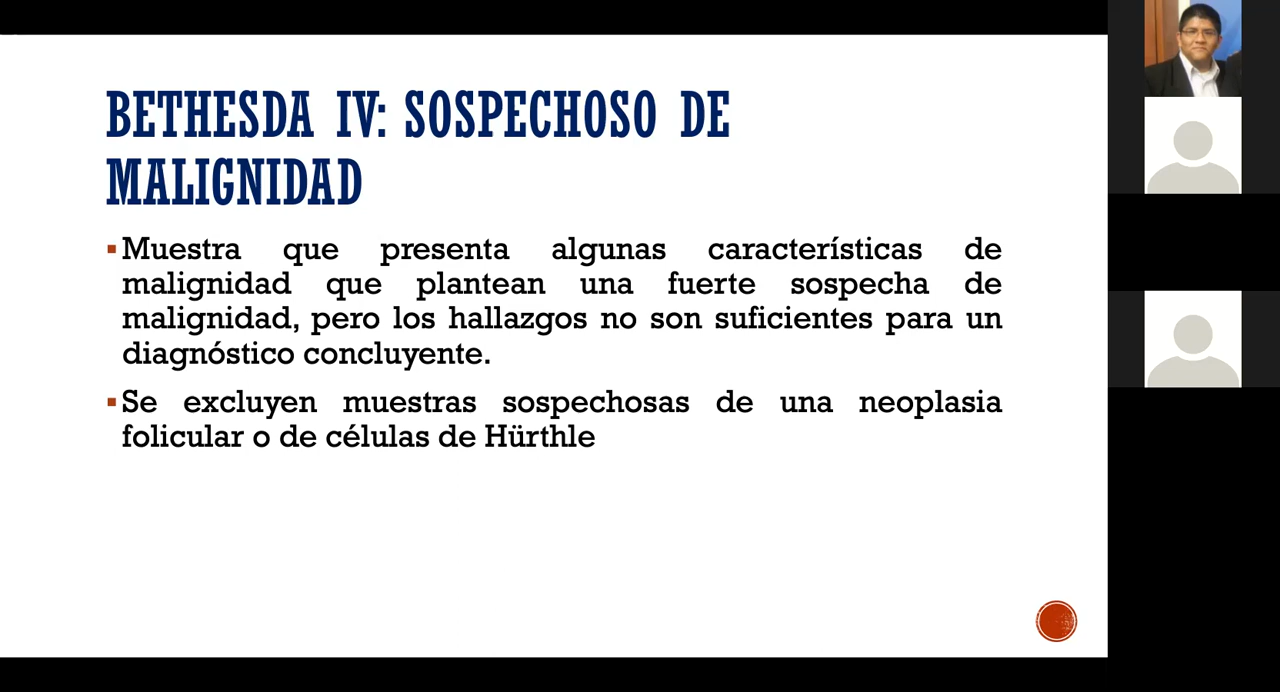 BETHESDA IV: SOSPECHOSO DE
MALIGNIDAD
▪Muestra que presenta algunas características de
malignidad que plantean una fuerte sospecha de
malignidad, pero los hallazgos no son suficientes para un
diagnóstico concluyente.
▪Se excluyen muestras sospechosas de una neoplasia
folicular o de células de Hürthle